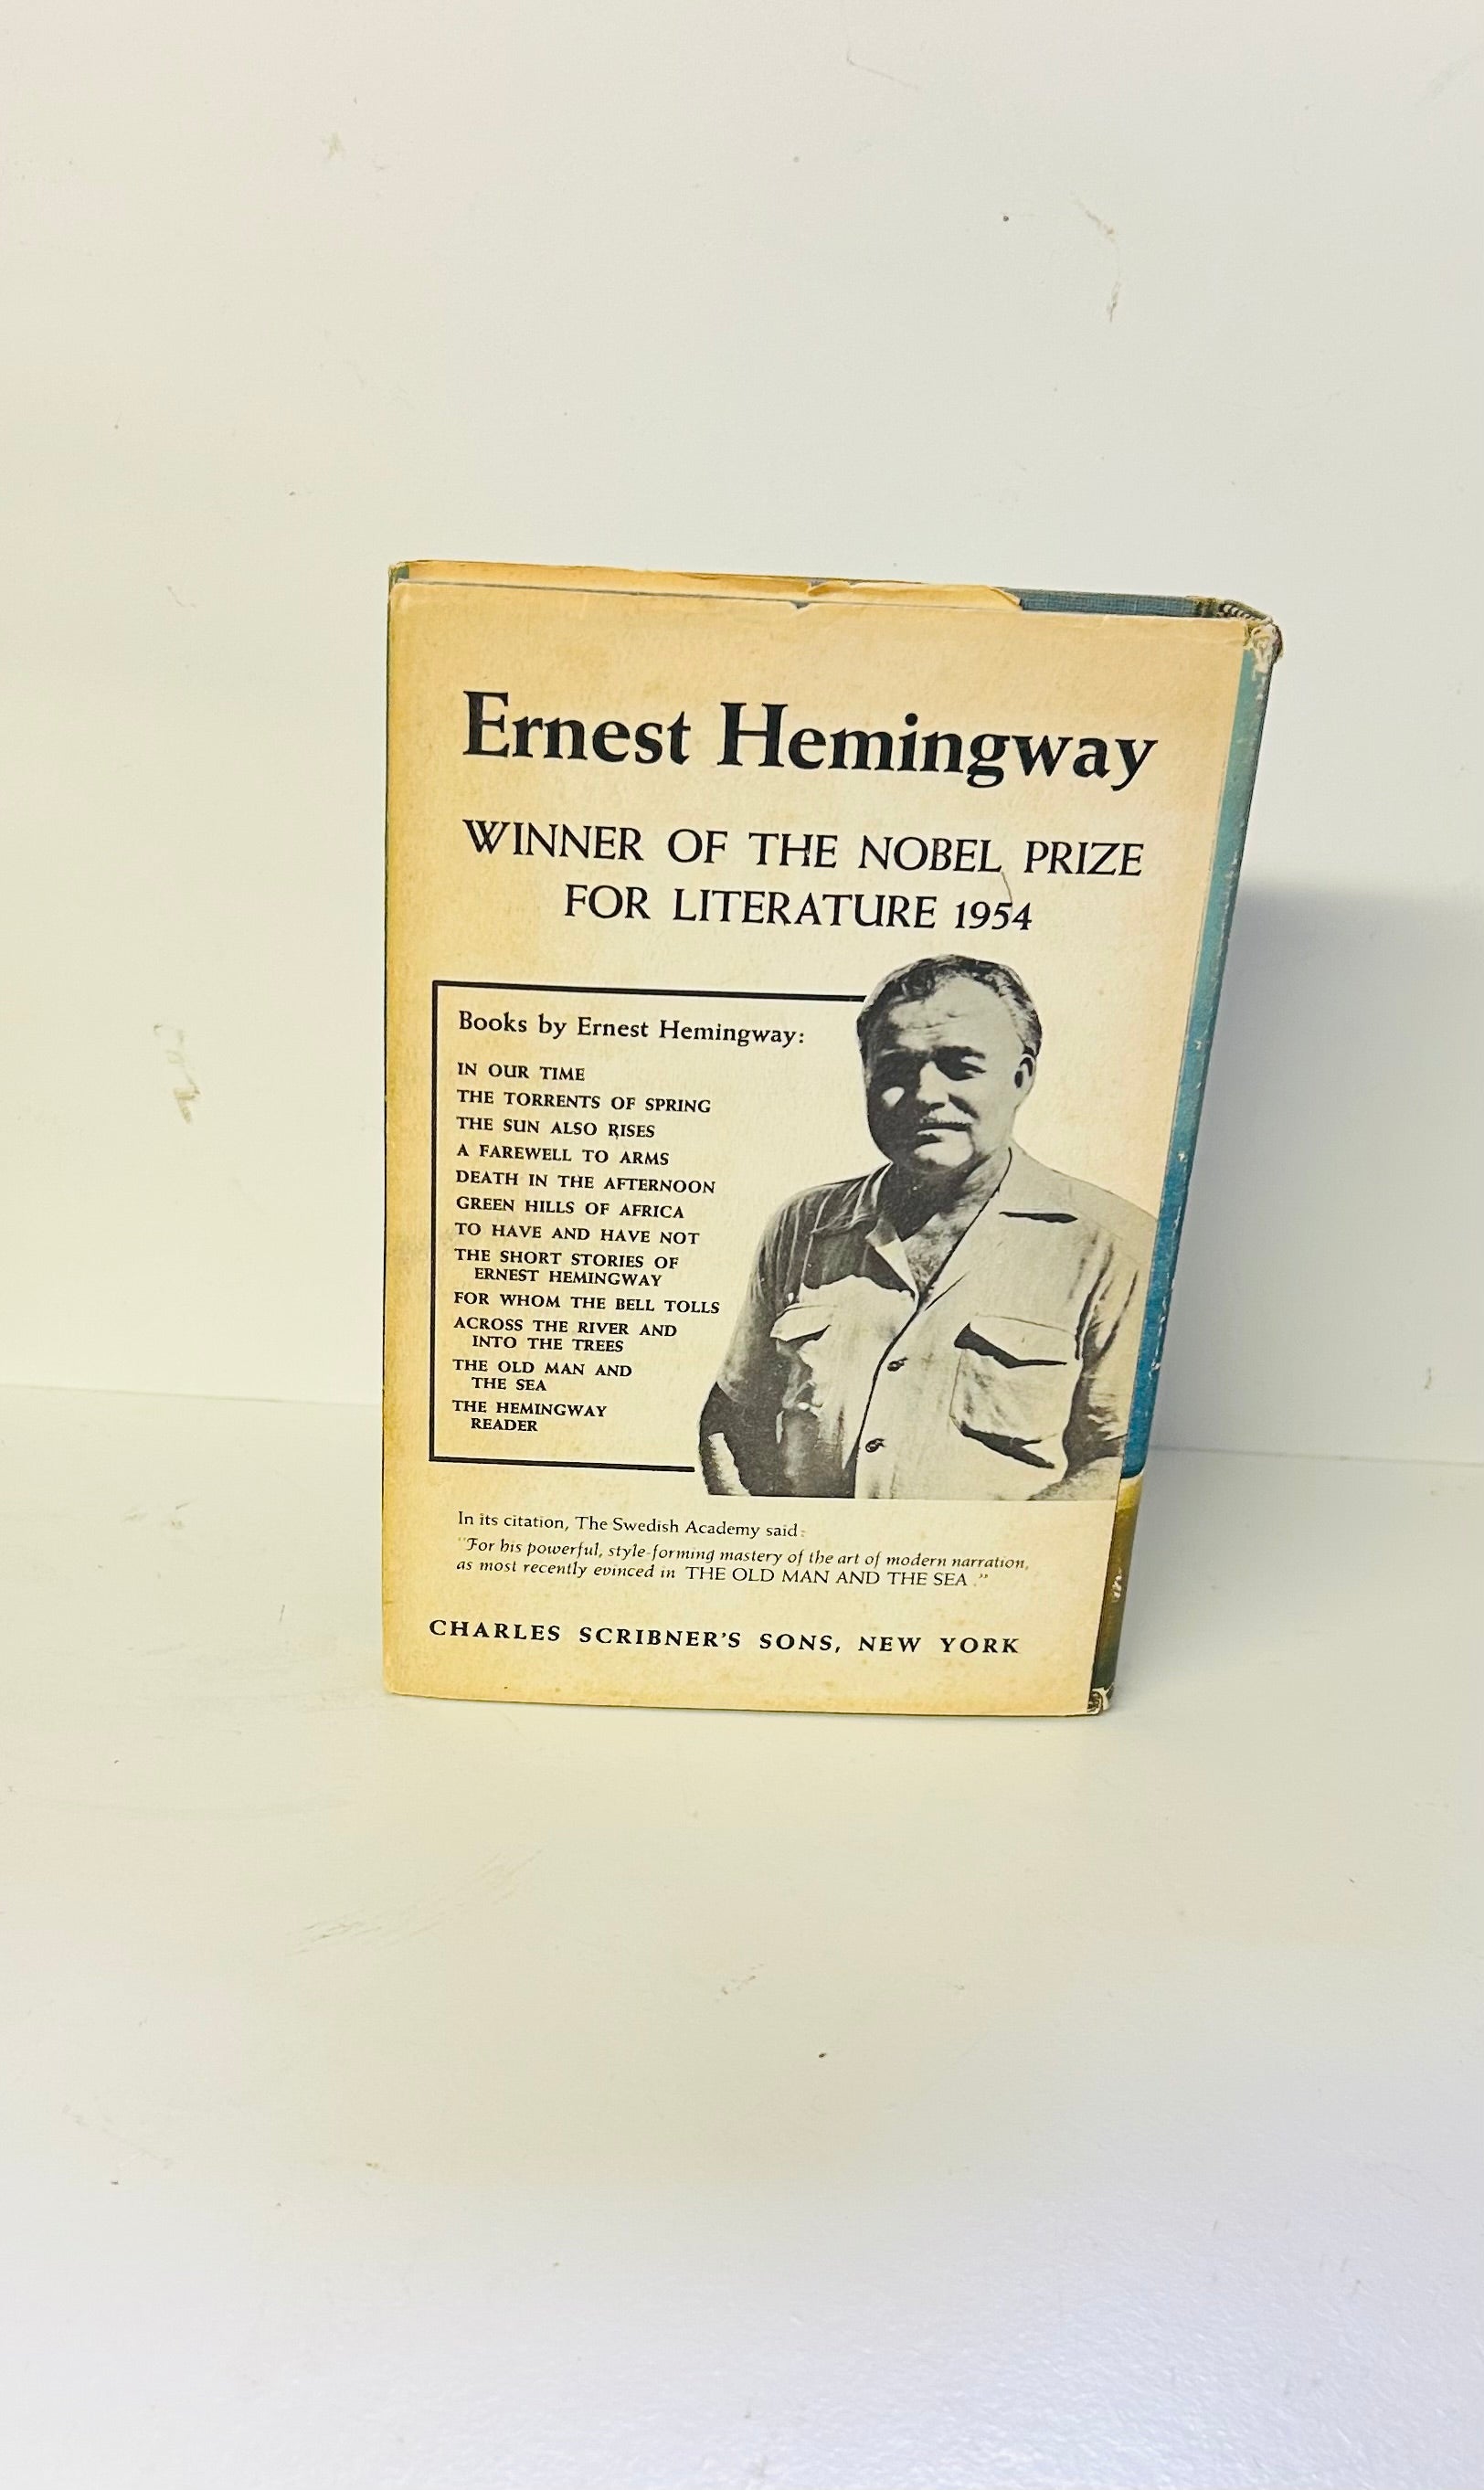 Ernest Hemingway
WINNER OF THE NOBEL PRIZE
FOR LITERATURE 1954
Books by Ernest Hemingway:
IN OUR TIME
THE TORRENTS OF SPRING
THE SUN ALSO RISES
A FAREWELL TO ARMS
DEATH IN THE AFTERNOON
GREEN HILLS OF AFRICA
TO HAVE AND HAVE NOT
THE SHORT STORIES OF
ERNEST HEMINGWAY
FOR WHOM THE BELL TOLLS
ACROSS THE RIVER AND
INTO THE TREES
THE OLD MAN AND
THE SEA
THE HEMINGWAY
READER
In its citation, The Swedish Academy said:
"For his powerful, style-forming mastery of the art of modern narration,
as most recently evinced in THE OLD MAN AND THE SEA."
CHARLES SCRIBNER'S SONS, NEW YORK